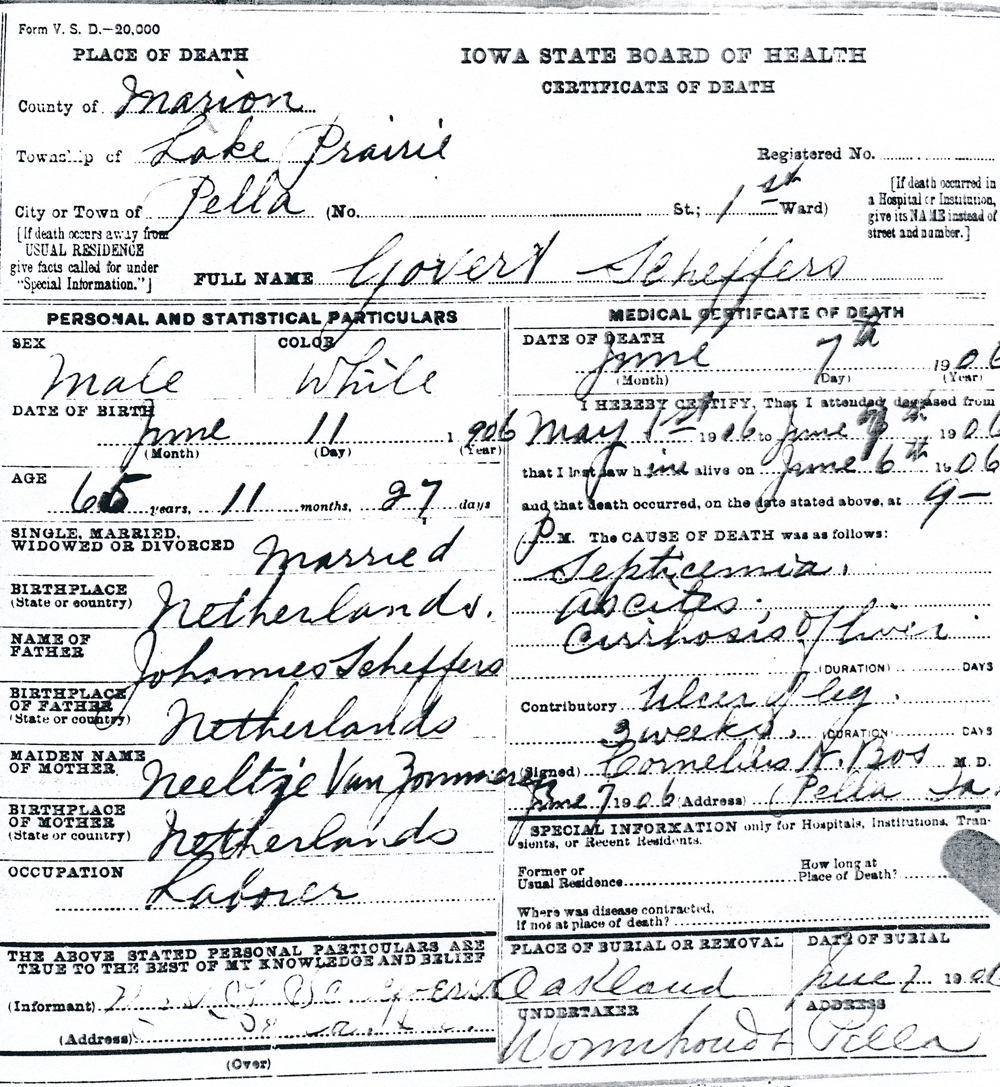 Form V. S. D.—20,000
PLACE OF DEATH
IOWA STATE BOARD OF HEALTH
CERTIFICATE OF DEATH
County of Marion
Township of Lake Prairie
Registered No.
City or Town of Pella (No. St.; 1st Ward)
[If death occurred in
a Hospital or Institution,
give its NAME instead of
street and number.]
[If death occurs away from
USUAL RESIDENCE
give facts called for under
"Special Information."]
FULL NAME Govert Scheffers
PERSONAL AND STATISTICAL PARTICULARS
SEX
Male
COLOR
White
DATE OF BIRTH
June 11 1906
(Month) (Day) (Year)
AGE
65 years, 11 months, 27 days
SINGLE, MARRIED,
WIDOWED OR DIVORCED Married
BIRTHPLACE
(State or country) Netherlands.
NAME OF
FATHER Johannes Scheffers
BIRTHPLACE
OF FATHER
(State or country) Netherlands
MAIDEN NAME
OF MOTHER Neeltje Van
BIRTHPLACE
OF MOTHER
(State or country) Netherlands
OCCUPATION
Laborer
THE ABOVE STATED PERSONAL PARTICULARS ARE
TRUE TO THE BEST OF MY KNOWLEDGE AND BELIEF
(Informant)
(Address)
(Over)
MEDICAL CERTIFCATE OF DEATH
DATE OF DEATH
June 7th 1906
(Month) (Day) (Year)
I HEREBY CERTIFY, That I attended deceased from
May 1st 1906 to June 1906
that I last saw him alive on June 6th 1906
and that death occurred, on the date stated above, at 9—
P M. The CAUSE OF DEATH was as follows:
Septicemia.
Ascites.
Cirrhosis of liver.
(DURATION) DAYS
Contributory Ulcer of leg.
3 weeks. (DURATION) DAYS
(Signed) Cornelius H. Bos M. D.
June 7 1906 (Address) Pella Ia.
SPECIAL INFORMATION only for Hospitals, Institutions, Tran-
sients, or Recent Residents.
Former or
Usual Residence
How long at
Place of Death?
Where was disease contracted,
if not at place of death?
PLACE OF BURIAL OR REMOVAL
Oakland
DATE OF BURIAL
June 190
UNDERTAKER
Wormhoudt
ADDRESS
Pella